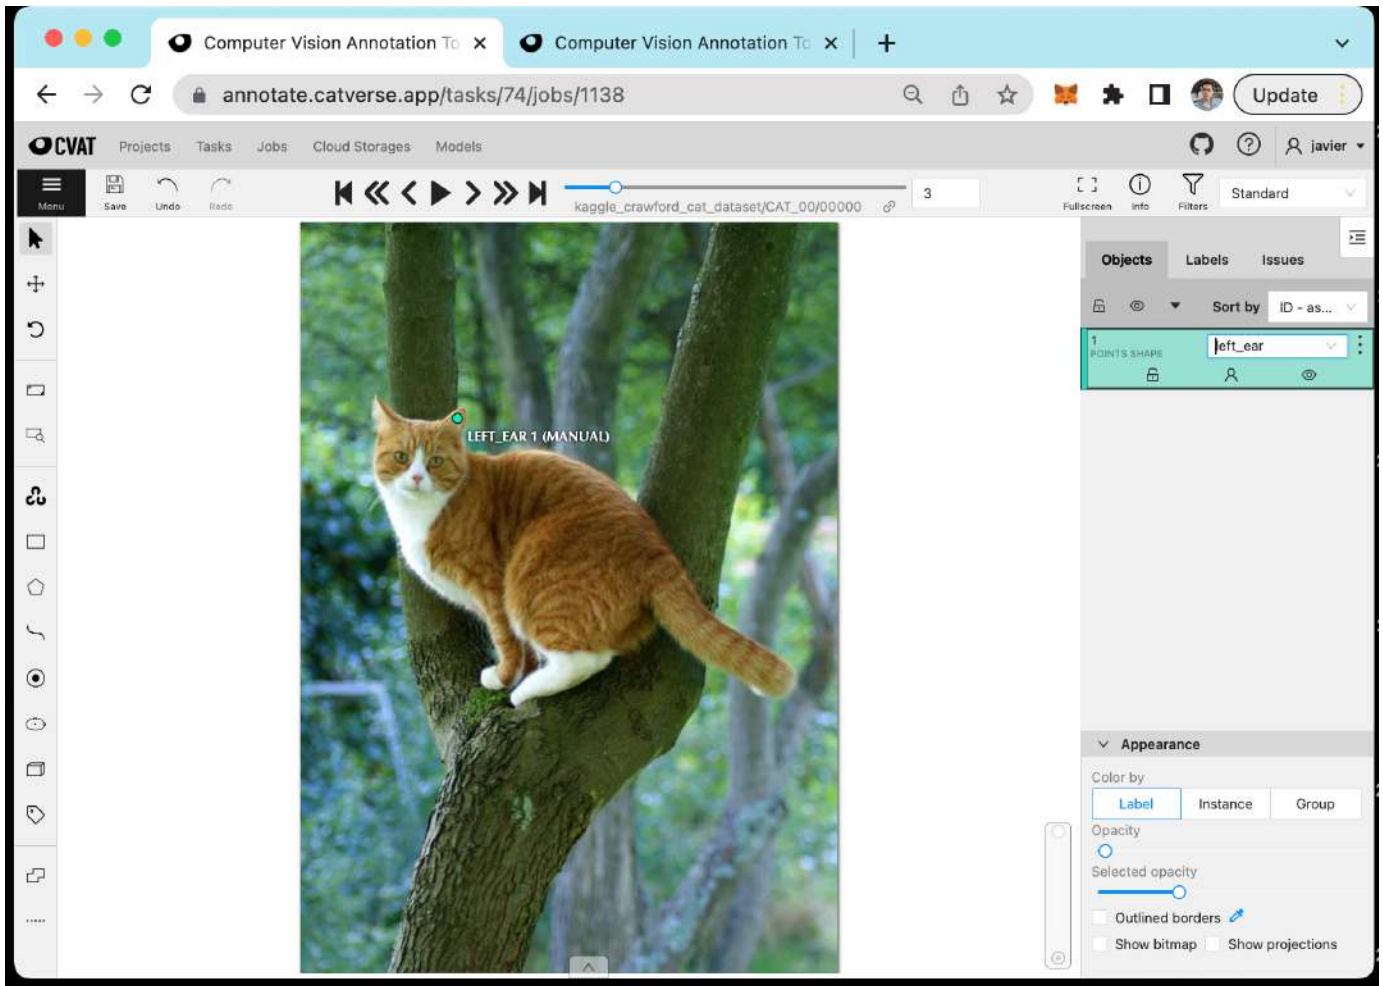 Computer Vision Annotation To
Computer Vision Annotation To
annotate.catverse.app/tasks/74/jobs/1138
Update
CVAT
Projects
Tasks
Jobs
Cloud Storages
Models
javier
Menu
Save
Undo
Redo
kaggle_crawford_cat_dataset/CAT_00/00000
3
Fullscreen
Info
Filters
Standard
Objects
Labels
Issues
Sort by
ID - as...
1
POINTS SHAPE
left_ear
LEFT_EAR 1 (MANUAL)
Appearance
Color by
Label
Instance
Group
Opacity
Selected opacity
Outlined borders
Show bitmap
Show projections